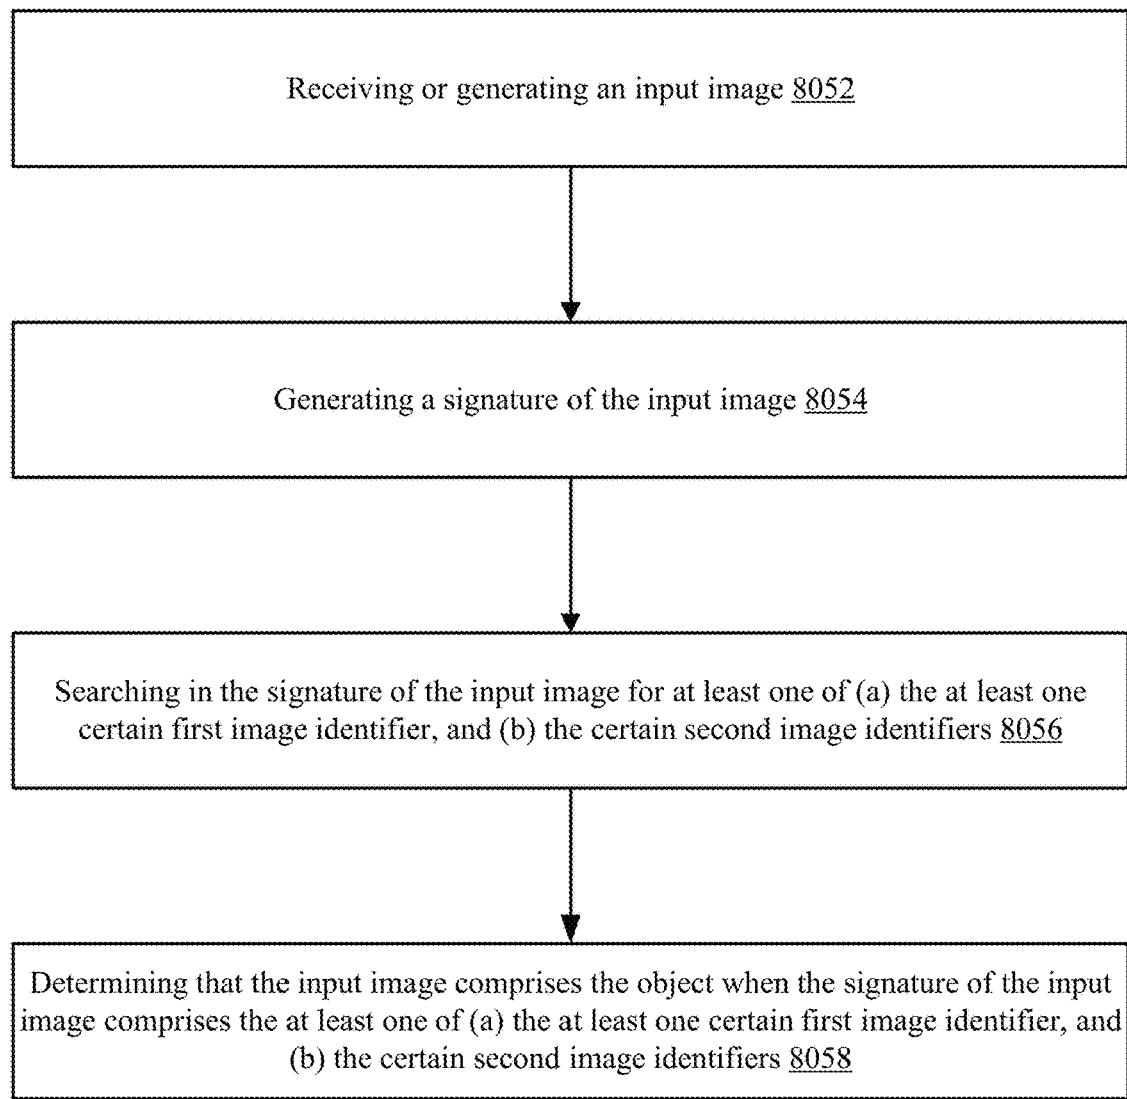 Receiving or generating an input image 8052
Generating a signature of the input image 8054
Searching in the signature of the input image for at least one of (a) the at least one
certain first image identifier, and (b) the certain second image identifiers 8056
Determining that the input image comprises the object when the signature of the input
image comprises the at least one of (a) the at least one certain first image identifier, and
(b) the certain second image identifiers 8058